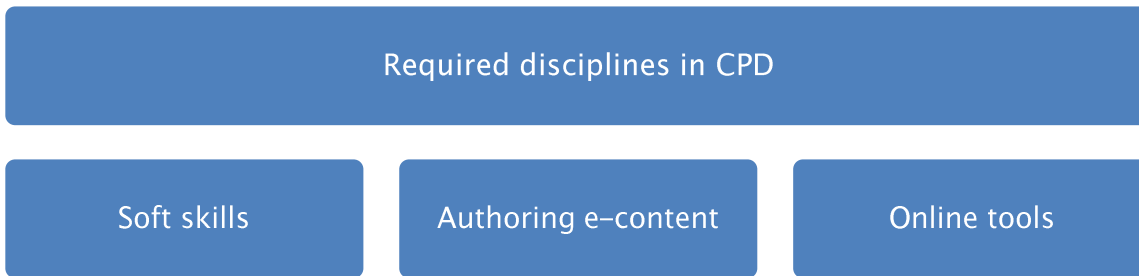 Required disciplines in CPD
Soft skills
Authoring e–content
Online tools